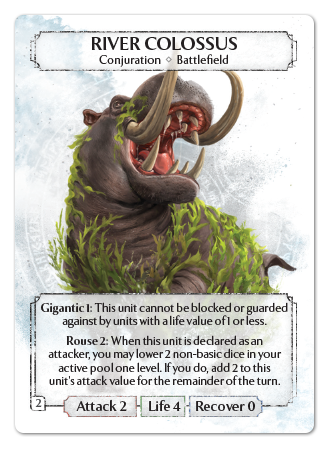 RIVER COLOSSUS
Conjuration ◇ Battlefield
Gigantic 1: This unit cannot be blocked or guarded
against by units with a life value of 1 or less.
Rouse 2: When this unit is declared as an
attacker, you may lower 2 non-basic dice in your
active pool one level. If you do, add 2 to this
unit's attack value for the remainder of the turn.
2
Attack 2 Life 4 Recover 0